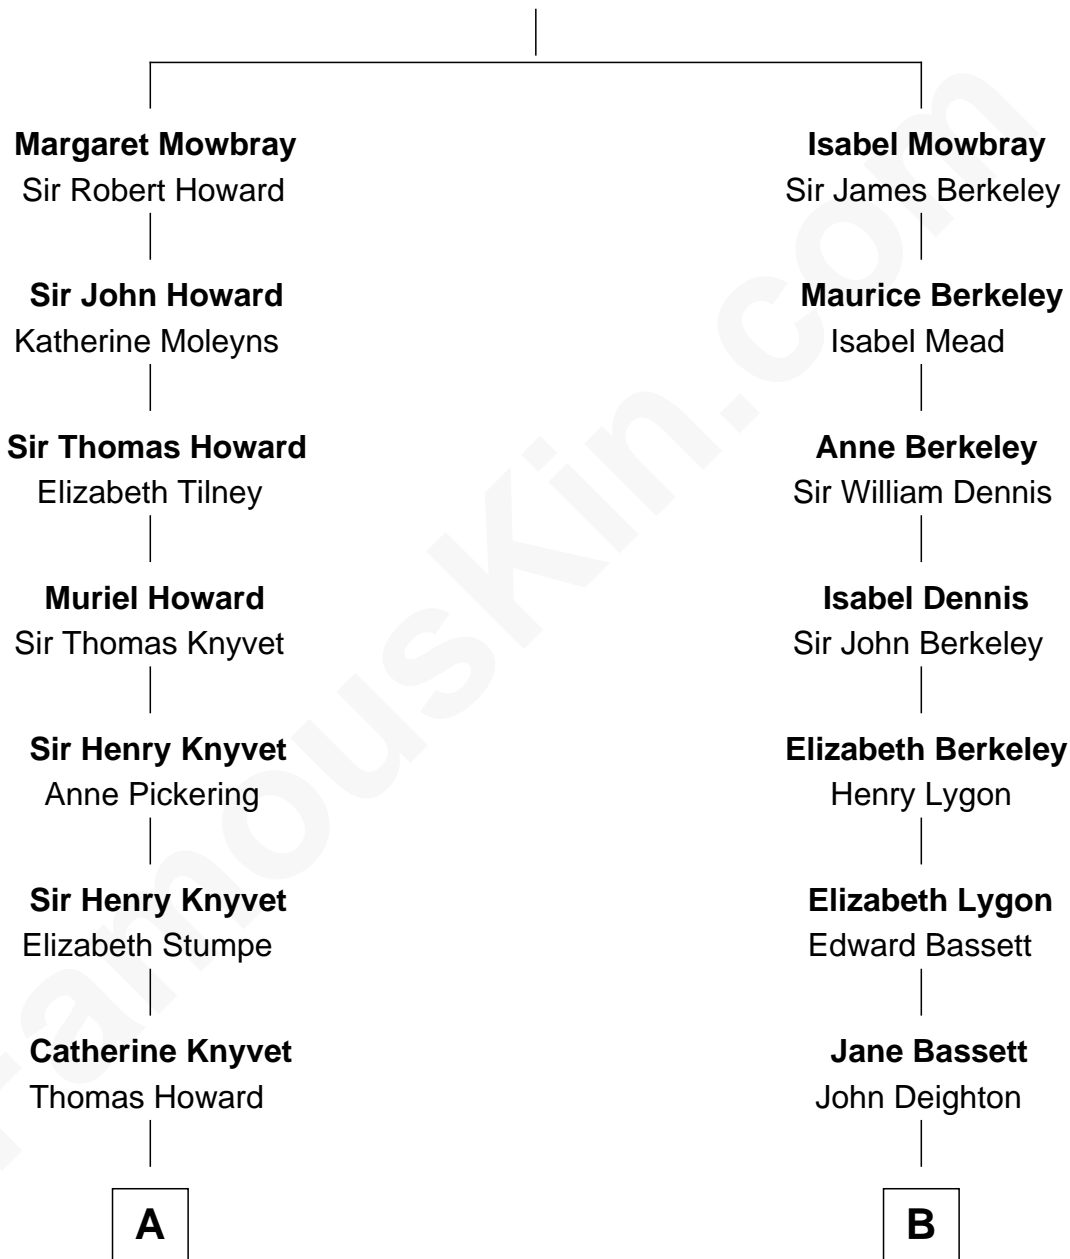 Margaret Mowbray
Sir Robert Howard
Isabel Mowbray
Sir James Berkeley
Sir John Howard
Katherine Moleyns
Maurice Berkeley
Isabel Mead
Sir Thomas Howard
Elizabeth Tilney
Anne Berkeley
Sir William Dennis
Muriel Howard
Sir Thomas Knyvet
Isabel Dennis
Sir John Berkeley
Sir Henry Knyvet
Anne Pickering
Elizabeth Berkeley
Henry Lygon
Sir Henry Knyvet
Elizabeth Stumpe
Elizabeth Lygon
Edward Bassett
Catherine Knyvet
Thomas Howard
Jane Bassett
John Deighton
A
B
FamousKin.com